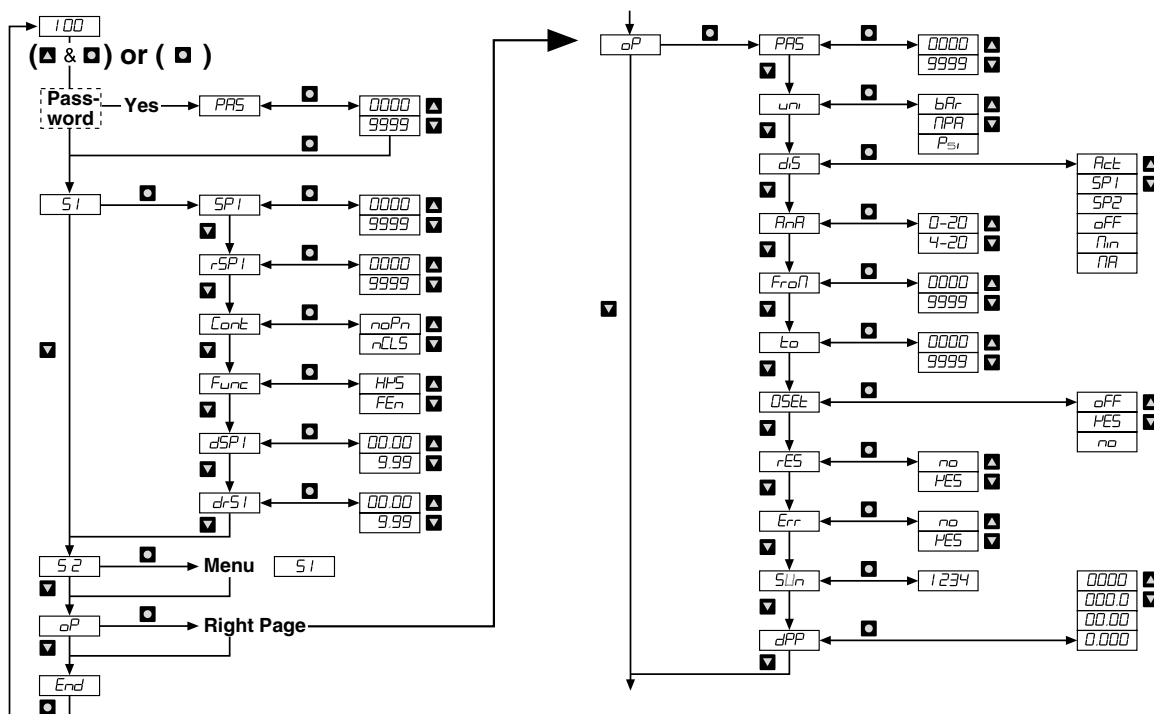 100
(▲ & ◘) or ( ◘ )
Pass-
word
Yes
PAS
0000
9999
S1
SP1
0000
9999
rSP1
0000
9999
Cont
noPn
nCLS
Func
HYS
FEn
dSP1
00.00
9.99
drS1
00.00
9.99
S2
Menu
S1
oP
Right Page
End
oP
PAS
0000
9999
uni
bAr
MPA
Psi
diS
Act
SP1
SP2
oFF
Min
MA
AnA
0-20
4-20
FroM
0000
9999
to
0000
9999
OSEt
oFF
YES
no
rES
no
YES
Err
no
YES
SUn
1234
dPP
0000
000.0
00.00
0.000